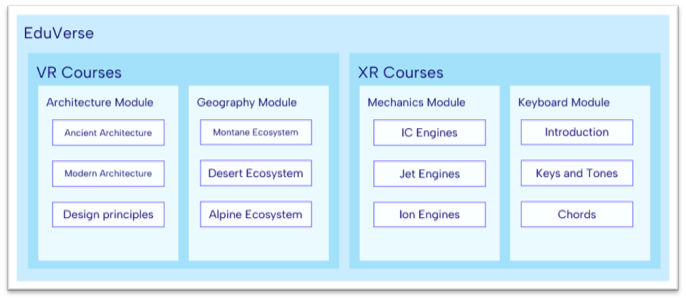 EduVerse
VR Courses
Architecture Module
Ancient Architecture
Modern Architecture
Design principles
Geography Module
Montane Ecosystem
Desert Ecosystem
Alpine Ecosystem
XR Courses
Mechanics Module
IC Engines
Jet Engines
Ion Engines
Keyboard Module
Introduction
Keys and Tones
Chords